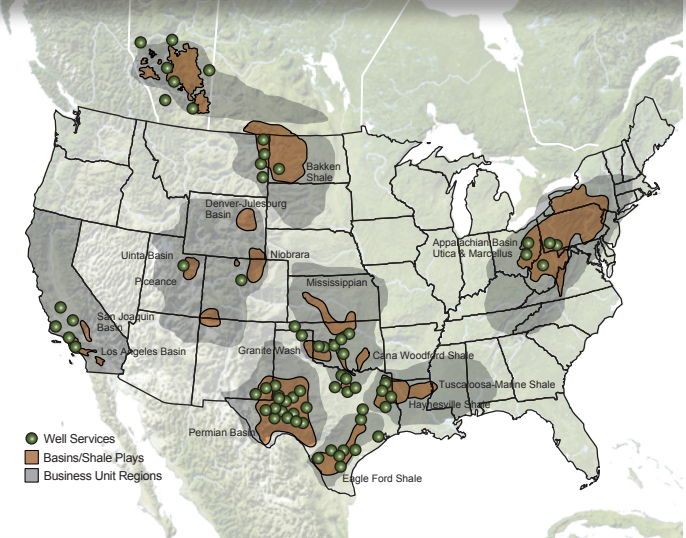 Bakken
Shale
Denver-Julesburg
Basin
Appalachian Basin
Utica & Marcellus
Uinta Basin
Niobrara
Piceance
Mississippian
San Joaquin
Basin
Los Angeles Basin
Granite Wash
Cana Woodford Shale
Tuscaloosa-Marine Shale
Haynesville Shale
Permian Basin
Eagle Ford Shale
Well Services
Basins/Shale Plays
Business Unit Regions